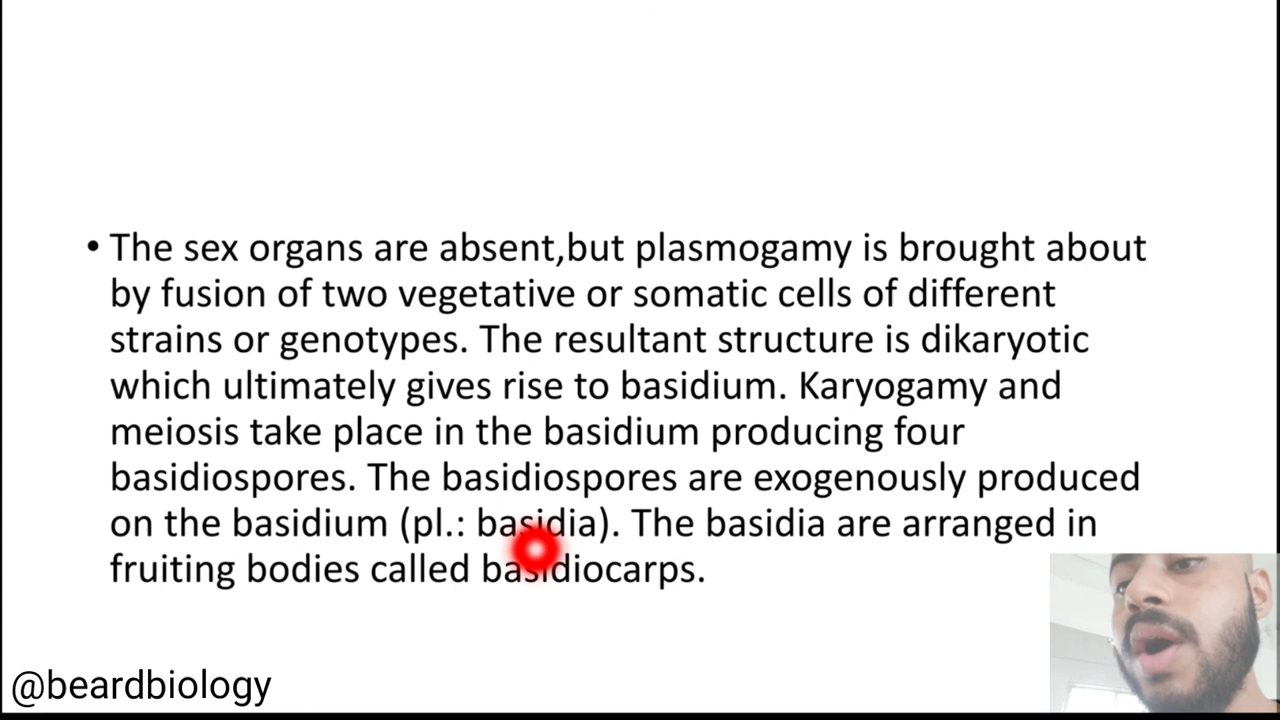 • The sex organs are absent,but plasmogamy is brought about
by fusion of two vegetative or somatic cells of different
strains or genotypes. The resultant structure is dikaryotic
which ultimately gives rise to basidium. Karyogamy and
meiosis take place in the basidium producing four
basidiospores. The basidiospores are exogenously produced
on the basidium (pl.: basidia). The basidia are arranged in
fruiting bodies called basidiocarps.
@beardbiology